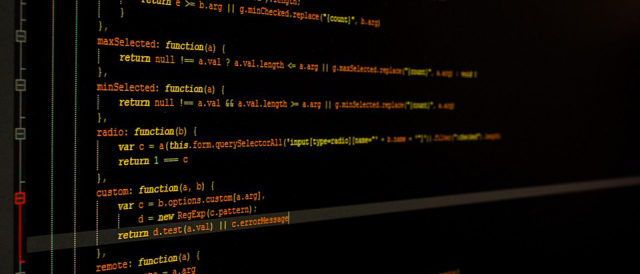 return e >= b.arg || g.minChecked.replace("{count}", b.arg)
}
},
maxSelected: function(a) {
return null !== a.val ? a.val.length <= a.arg || g.maxSelected.replace("{count}", a.arg) :
},
minSelected: function(a) {
return null !== a.val && a.val.length >= a.arg || g.minSelected.replace("{count}", a.arg)
},
radio: function(b) {
var c = a(this.form.querySelectorAll('input[type=radio][name="' + b.name + '"]')).filter(":checked").length;
return 1 === c
},
custom: function(a, b) {
var c = b.options.custom[a.arg],
d = new RegExp(c.pattern);
return d.test(a.val) || c.errorMessage
},
remote: function(a) {
= a.arg